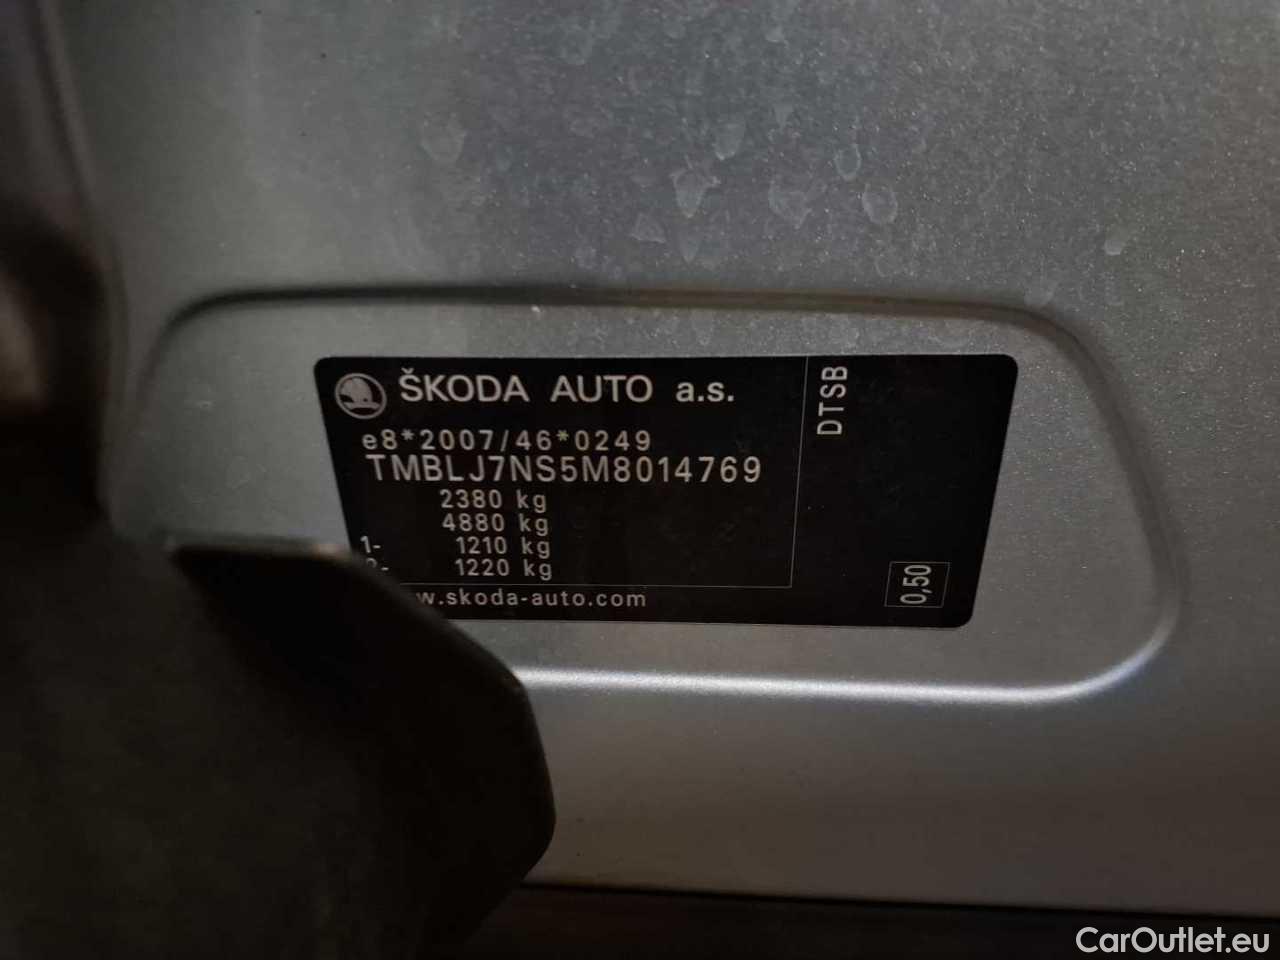 ŠKODA AUTO a.s.
e8*2007/46*0249
TMBLJ7NS5M8014769
2380 kg
4880 kg
1- 1210 kg
2- 1220 kg
w.skoda-auto.com
DTSB
0,50
CarOutlet.eu